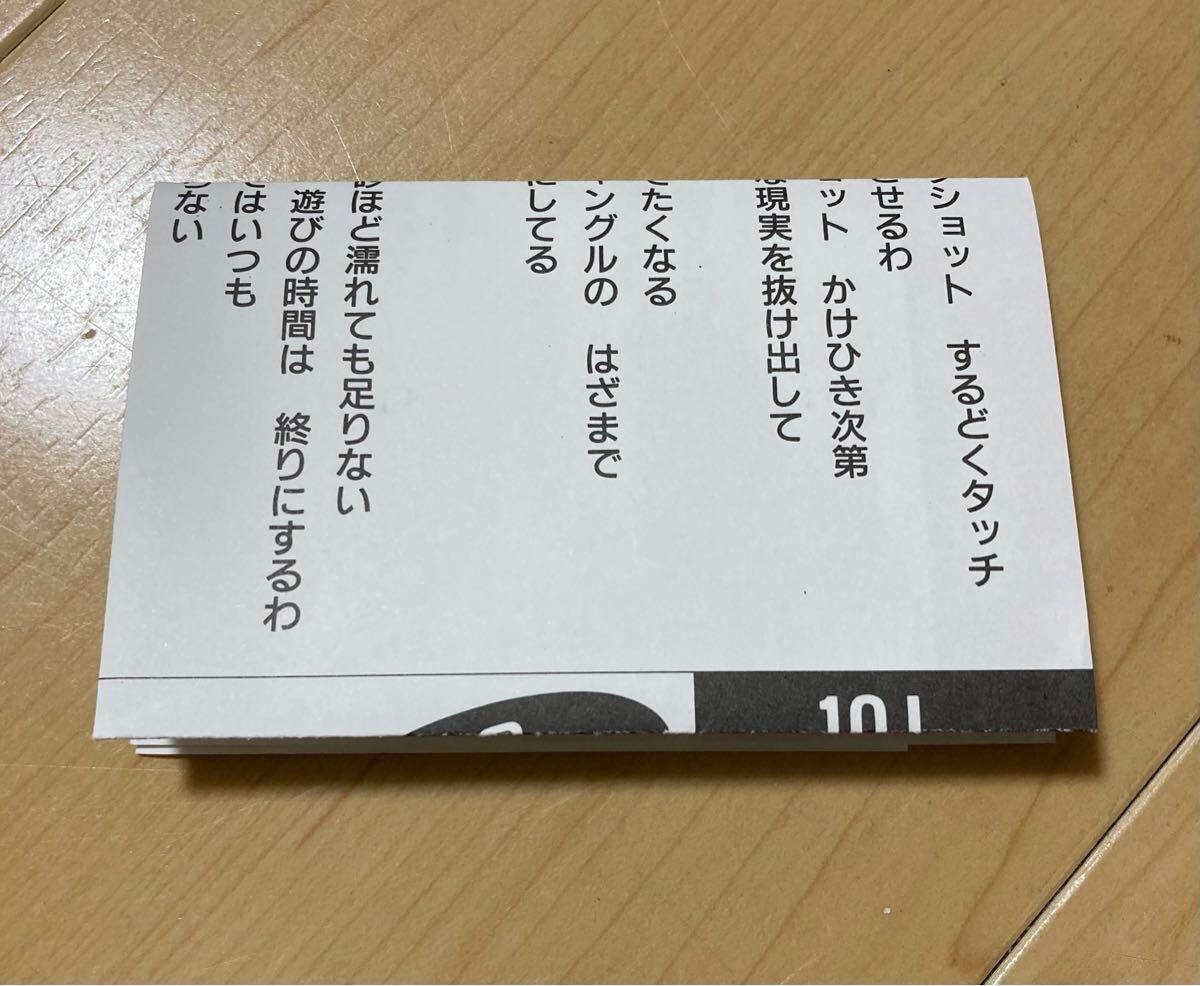 ショット　するどくタッチ
せるわ
ット　かけひき次第
現実を抜け出して
たくなる
ングルの　はざまで
にしてる
ほど濡れても足りない
遊びの時間は　終りにするわ
はいつも
ない
10